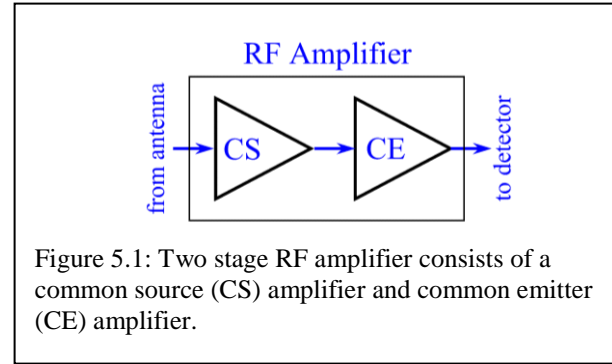 RF Amplifier
from antenna
CS
CE
to detector
Figure 5.1: Two stage RF amplifier consists of a
common source (CS) amplifier and common emitter
(CE) amplifier.